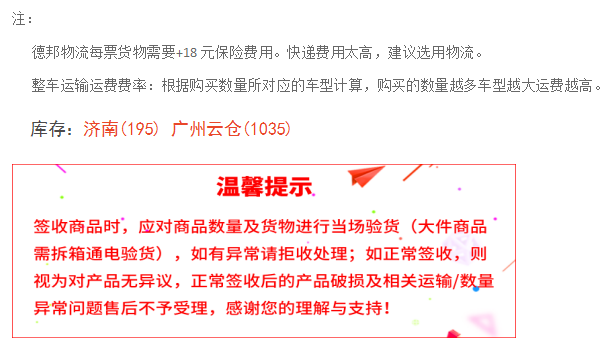 注：
德邦物流每票货物需要+18 元保险费用。快递费用太高，建议选用物流。
整车运输运费费率：根据购买数量所对应的车型计算，购买的数量越多车型越大运费越高。
库存：济南(195) 广州云仓(1035)
温馨提示
签收商品时，应对商品数量及货物进行当场验货（大件商品
需拆箱通电验货），如有异常请拒收处理；如正常签收，则
视为对产品无异议，正常签收后的产品破损及相关运输/数量
异常问题售后不予受理，感谢您的理解与支持！